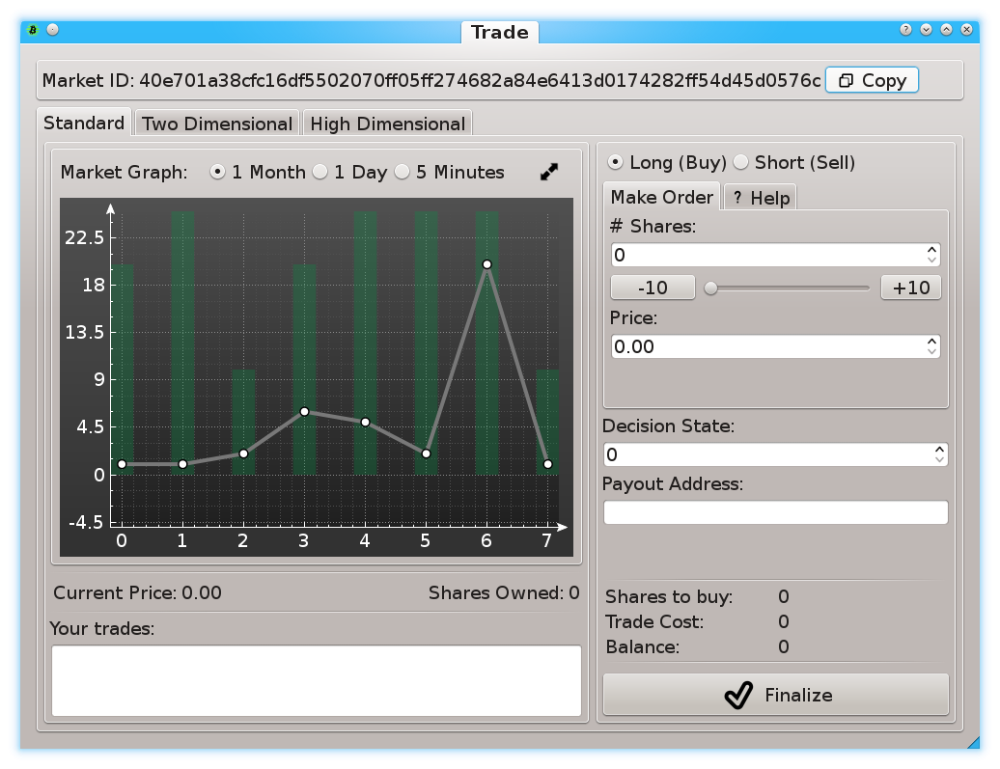 Trade
Market ID: 40e701a38cfc16df5502070ff05ff274682a84e6413d0174282ff54d45d0576c Copy
Standard Two Dimensional High Dimensional
Market Graph: 1 Month 1 Day 5 Minutes
22.5
18
13.5
9
4.5
0
-4.5
0 1 2 3 4 5 6 7
Current Price: 0.00 Shares Owned: 0
Your trades:
Long (Buy) Short (Sell)
Make Order ? Help
# Shares:
0
-10 +10
Price:
0.00
Decision State:
0
Payout Address:
Shares to buy: 0
Trade Cost: 0
Balance: 0
Finalize